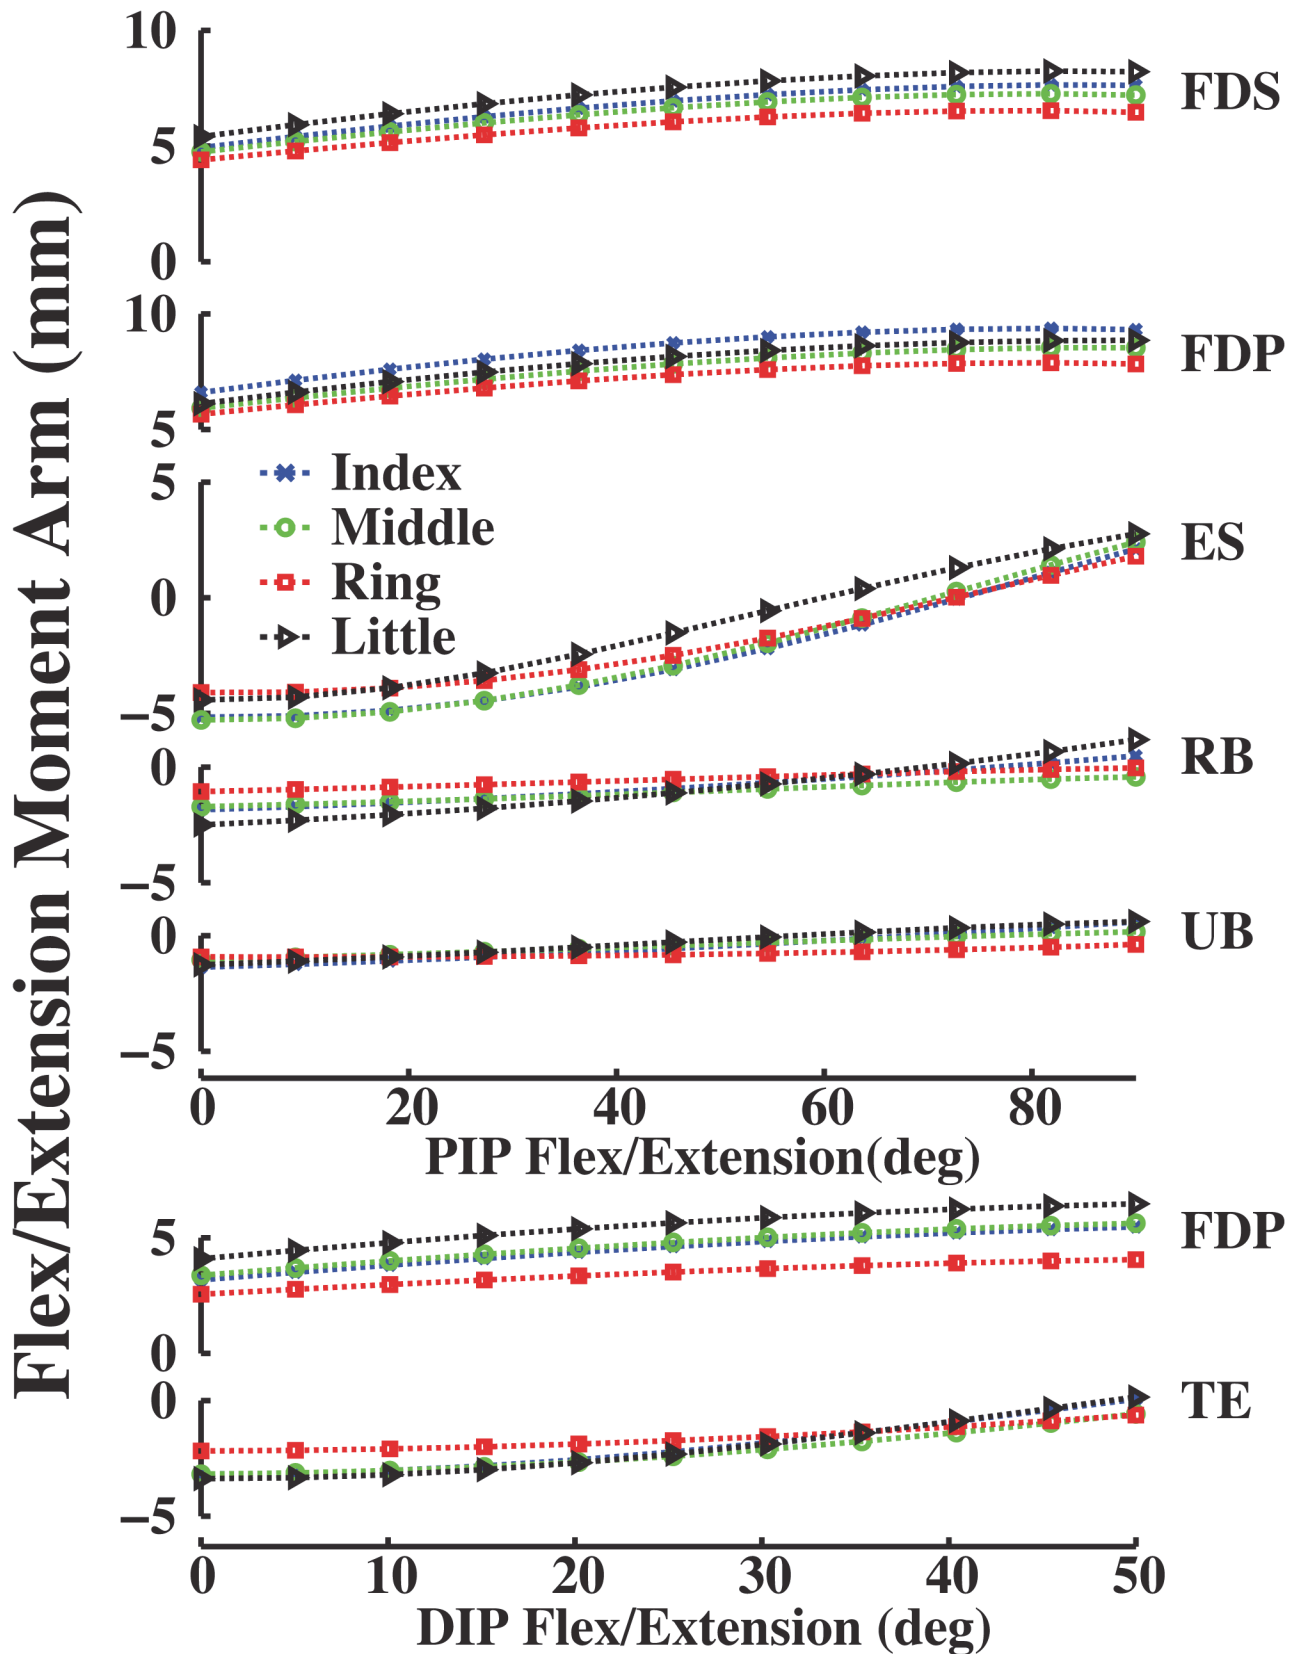 Flex/Extension Moment Arm (mm)
10
5
0
FDS
10
5
FDP
5
0
−5
ES
Index
Middle
Ring
Little
0
−5
RB
0
−5
UB
0 20 40 60 80
PIP Flex/Extension(deg)
5
0
FDP
0
−5
TE
0 10 20 30 40 50
DIP Flex/Extension (deg)